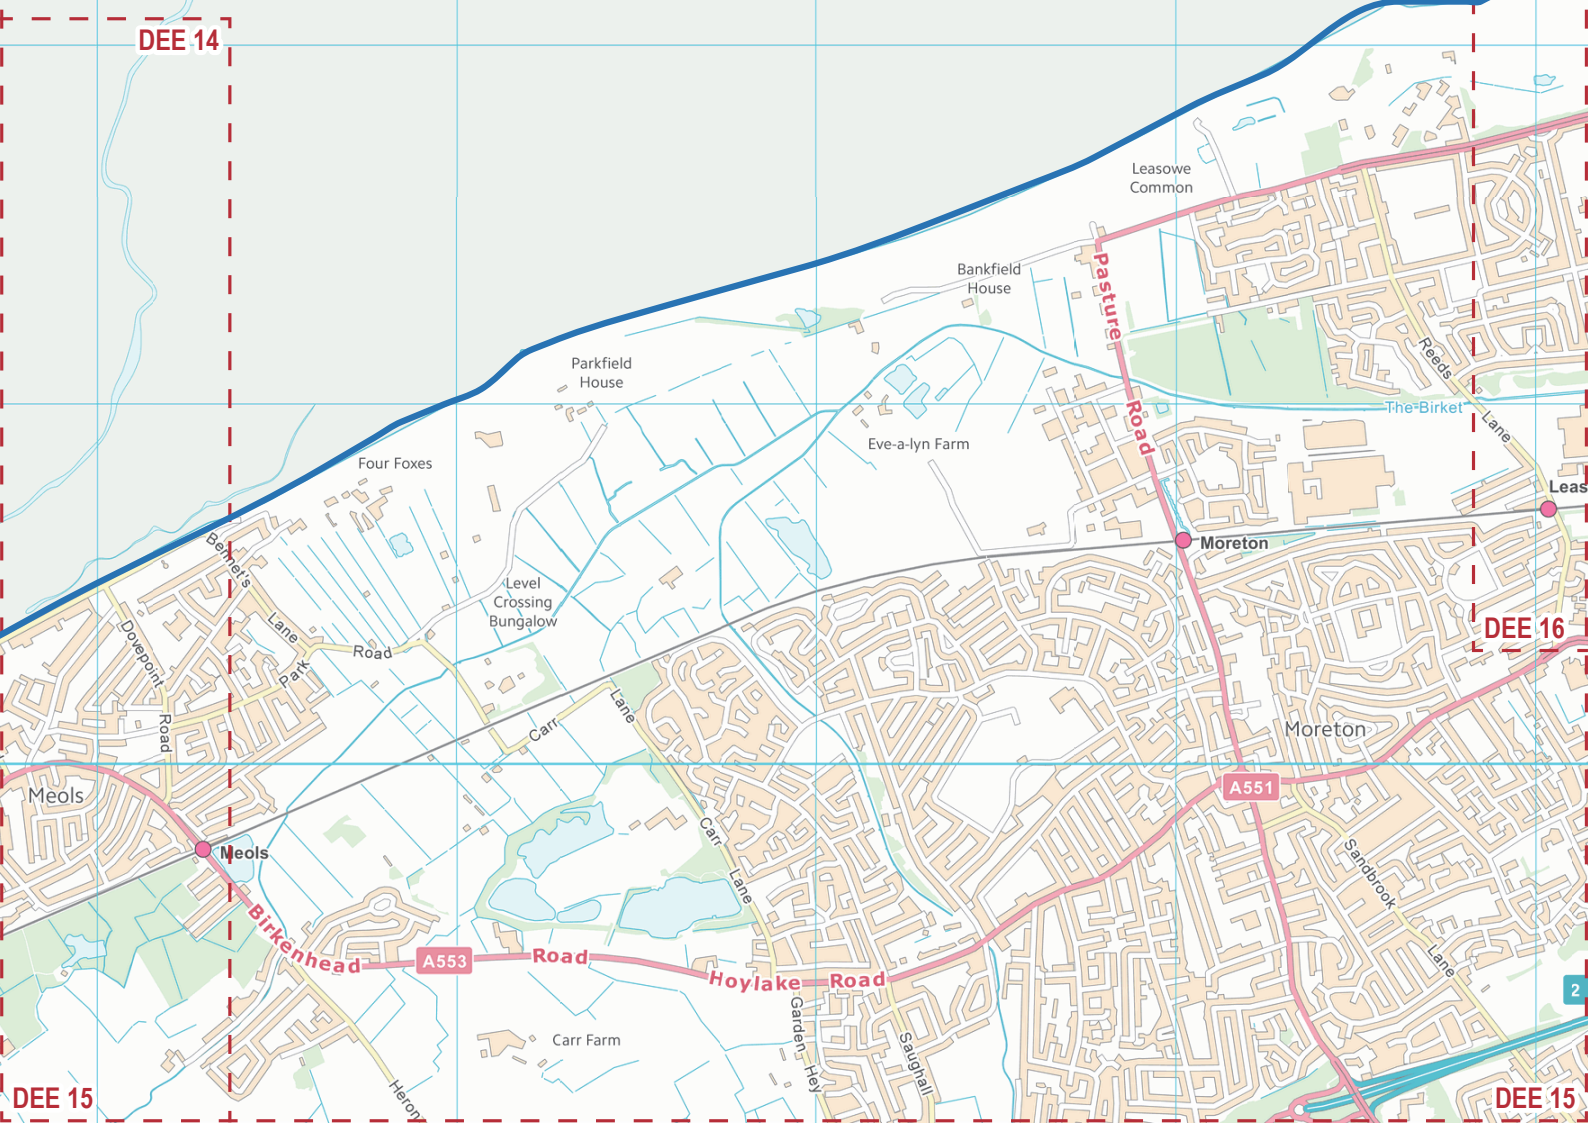 DEE 14
Leasowe
Common
Bankfield
House
Pasture
Road
Parkfield
House
Reeds
Lane
The Birket
Eve-a-lyn Farm
Four Foxes
Leas
Moreton
Bennet's
Lane
Level
Crossing
Bungalow
Dovepoint
Road
Park
Road
DEE 16
Carr
Lane
Moreton
A551
Meols
Meols
Carr
Lane
Sandbrook
Lane
Birkenhead
A553
Road
Hoylake Road
2
Garden Hey
Saughall
Carr Farm
Heron
DEE 15
DEE 15